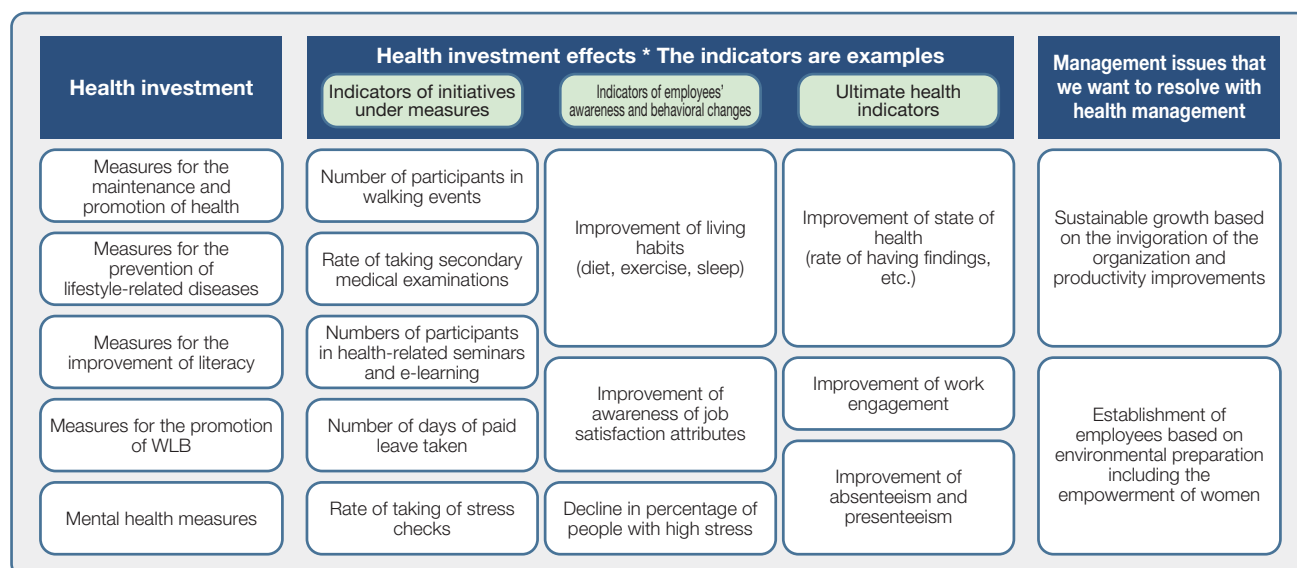 Health investment
Health investment effects * The indicators are examples
Indicators of initiatives
under measures
Indicators of employees'
awareness and behavioral changes
Ultimate health
indicators
Management issues that
we want to resolve with
health management
Measures for the
maintenance and
promotion of health
Measures for the
prevention of
lifestyle-related diseases
Measures for the
improvement of literacy
Measures for the promotion
of WLB
Mental health measures
Number of participants in
walking events
Rate of taking secondary
medical examinations
Numbers of participants
in health-related seminars
and e-learning
Number of days of paid
leave taken
Rate of taking of stress
checks
Improvement of living
habits
(diet, exercise, sleep)
Improvement of
awareness of job
satisfaction attributes
Decline in percentage of
people with high stress
Improvement of state of
health
(rate of having findings,
etc.)
Improvement of work
engagement
Improvement of
absenteeism and
presenteeism
Sustainable growth based
on the invigoration of the
organization and
productivity improvements
Establishment of
employees based on
environmental preparation
including the
empowerment of women